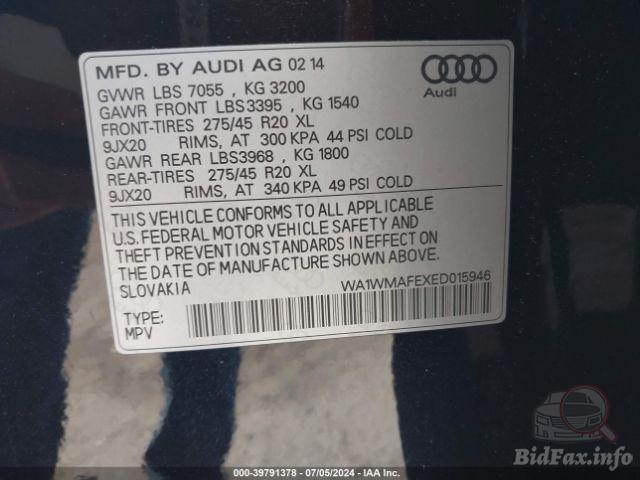 MFD. BY AUDI AG 02 14
Audi
GVWR LBS 7055 , KG 3200
GAWR FRONT LBS3395 , KG 1540
FRONT-TIRES 275/45 R20 XL
9JX20 RIMS, AT 300 KPA 44 PSI COLD
GAWR REAR LBS3968 , KG 1800
REAR-TIRES 275/45 R20 XL
9JX20 RIMS, AT 340 KPA 49 PSI COLD
THIS VEHICLE CONFORMS TO ALL APPLICABLE
U.S. FEDERAL MOTOR VEHICLE SAFETY AND
THEFT PREVENTION STANDARDS IN EFFECT ON
THE DATE OF MANUFACTURE SHOWN ABOVE.
SLOVAKIA WA1WMAFEXED015946
TYPE:
MPV
BidFax.info
000-39791378 / 07/05/2024 - IAA Inc.